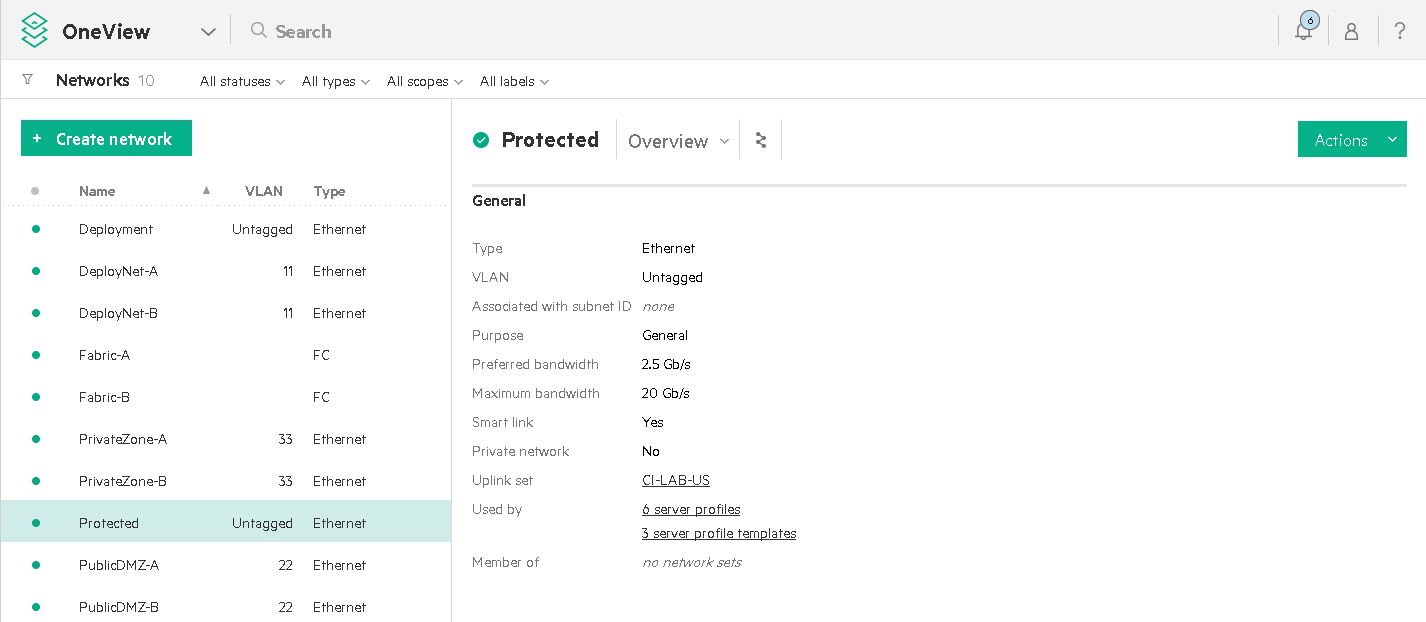 OneView Search 6 ?
Networks 10 All statuses All types All scopes All labels
+ Create network
Name VLAN Type
Deployment Untagged Ethernet
DeployNet-A 11 Ethernet
DeployNet-B 11 Ethernet
Fabric-A FC
Fabric-B FC
PrivateZone-A 33 Ethernet
PrivateZone-B 33 Ethernet
Protected Untagged Ethernet
PublicDMZ-A 22 Ethernet
PublicDMZ-B 22 Ethernet
Protected Overview Actions
General
Type Ethernet
VLAN Untagged
Associated with subnet ID none
Purpose General
Preferred bandwidth 2.5 Gb/s
Maximum bandwidth 20 Gb/s
Smart link Yes
Private network No
Uplink set CI-LAB-US
Used by 6 server profiles
3 server profile templates
Member of no network sets